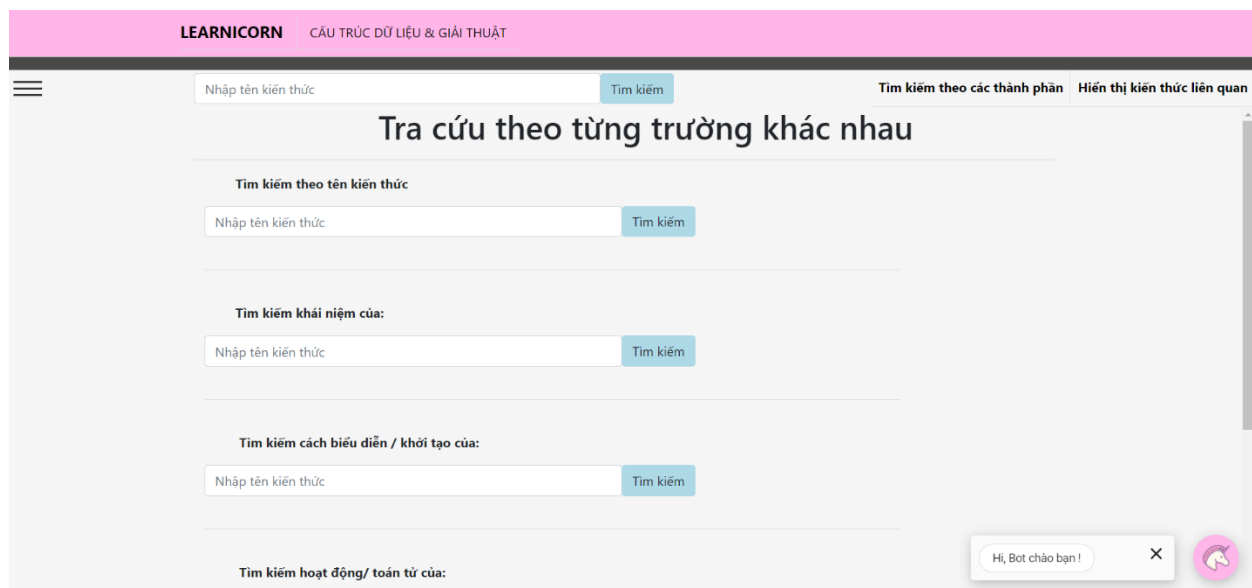 LEARNICORN CẤU TRÚC DỮ LIỆU & GIẢI THUẬT
Nhập tên kiến thức Tìm kiếm Tìm kiếm theo các thành phần Hiển thị kiến thức liên quan
Tra cứu theo từng trường khác nhau
Tìm kiếm theo tên kiến thức
Nhập tên kiến thức Tìm kiếm
Tìm kiếm khái niệm của:
Nhập tên kiến thức Tìm kiếm
Tìm kiếm cách biểu diễn / khởi tạo của:
Nhập tên kiến thức Tìm kiếm
Hi, Bot chào bạn !
Tìm kiếm hoạt động/ toán tử của: